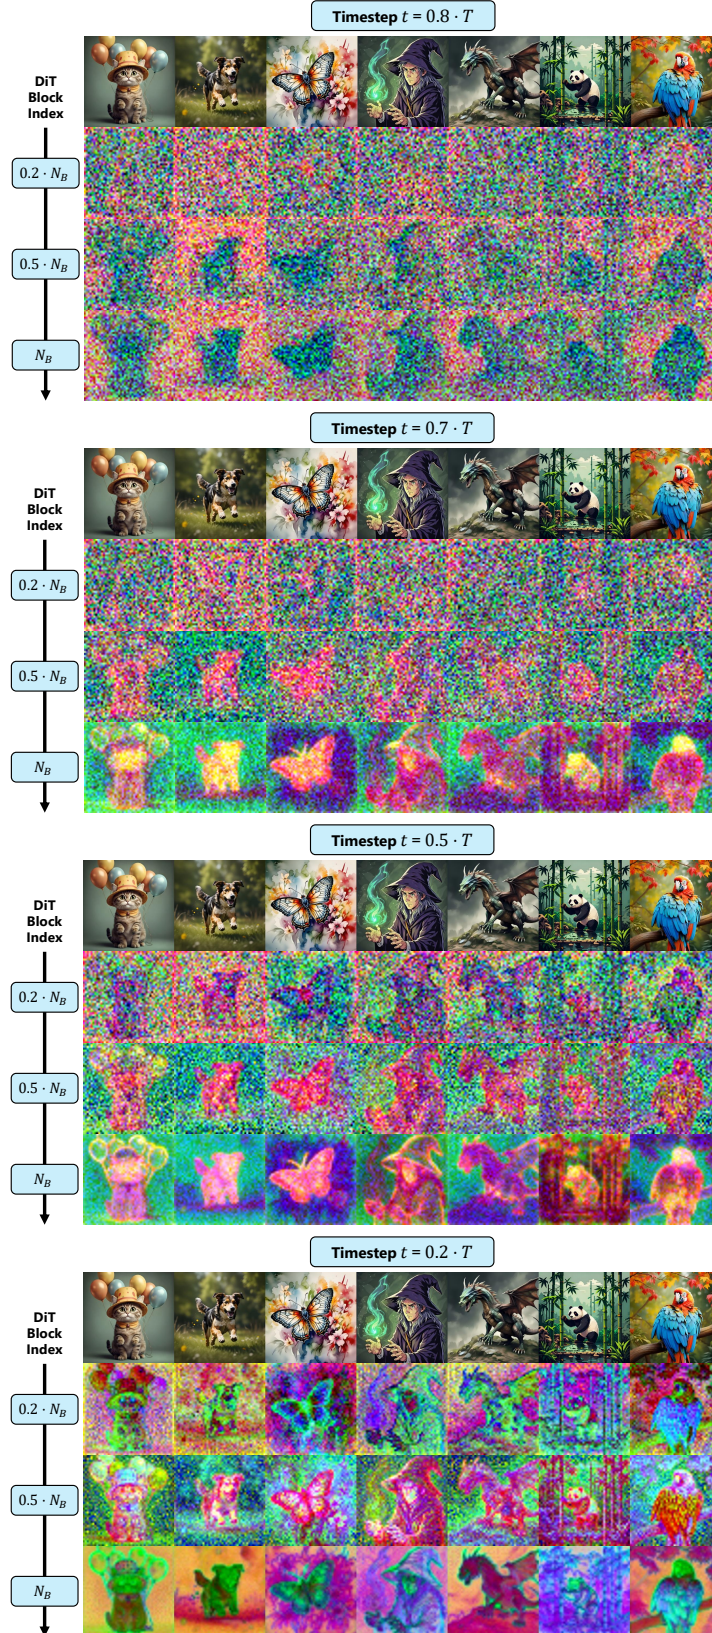 Timestep t = 0.8 · T
DiT
Block
Index
0.2 · N_B
0.5 · N_B
N_B
Timestep t = 0.7 · T
DiT
Block
Index
0.2 · N_B
0.5 · N_B
N_B
Timestep t = 0.5 · T
DiT
Block
Index
0.2 · N_B
0.5 · N_B
N_B
Timestep t = 0.2 · T
DiT
Block
Index
0.2 · N_B
0.5 · N_B
N_B